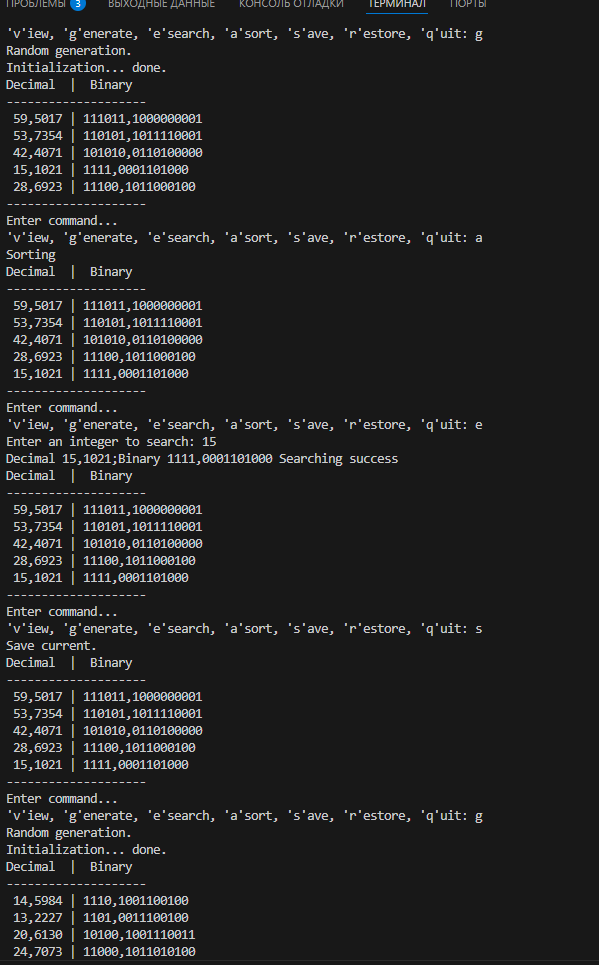 ПРОБЛЕМЫ 3 ВЫХОДНЫЕ ДАННЫЕ КОНСОЛЬ ОТЛАДКИ ТЕРМИНАЛ ПОРТЫ
'v'iew, 'g'enerate, 'e'search, 'a'sort, 's'ave, 'r'estore, 'q'uit: g
Random generation.
Initialization... done.
Decimal  |  Binary
--------------------
 59,5017 | 111011,1000000001
 53,7354 | 110101,1011110001
 42,4071 | 101010,0110100000
 15,1021 | 1111,0001101000
 28,6923 | 11100,1011000100
--------------------
Enter command...
'v'iew, 'g'enerate, 'e'search, 'a'sort, 's'ave, 'r'estore, 'q'uit: a
Sorting
Decimal  |  Binary
--------------------
 59,5017 | 111011,1000000001
 53,7354 | 110101,1011110001
 42,4071 | 101010,0110100000
 28,6923 | 11100,1011000100
 15,1021 | 1111,0001101000
--------------------
Enter command...
'v'iew, 'g'enerate, 'e'search, 'a'sort, 's'ave, 'r'estore, 'q'uit: e
Enter an integer to search: 15
Decimal 15,1021;Binary 1111,0001101000 Searching success
Decimal  |  Binary
--------------------
 59,5017 | 111011,1000000001
 53,7354 | 110101,1011110001
 42,4071 | 101010,0110100000
 28,6923 | 11100,1011000100
 15,1021 | 1111,0001101000
--------------------
Enter command...
'v'iew, 'g'enerate, 'e'search, 'a'sort, 's'ave, 'r'estore, 'q'uit: s
Save current.
Decimal  |  Binary
--------------------
 59,5017 | 111011,1000000001
 53,7354 | 110101,1011110001
 42,4071 | 101010,0110100000
 28,6923 | 11100,1011000100
 15,1021 | 1111,0001101000
--------------------
Enter command...
'v'iew, 'g'enerate, 'e'search, 'a'sort, 's'ave, 'r'estore, 'q'uit: g
Random generation.
Initialization... done.
Decimal  |  Binary
--------------------
 14,5984 | 1110,1001100100
 13,2227 | 1101,0011100100
 20,6130 | 10100,1001110011
 24,7073 | 11000,1011010100